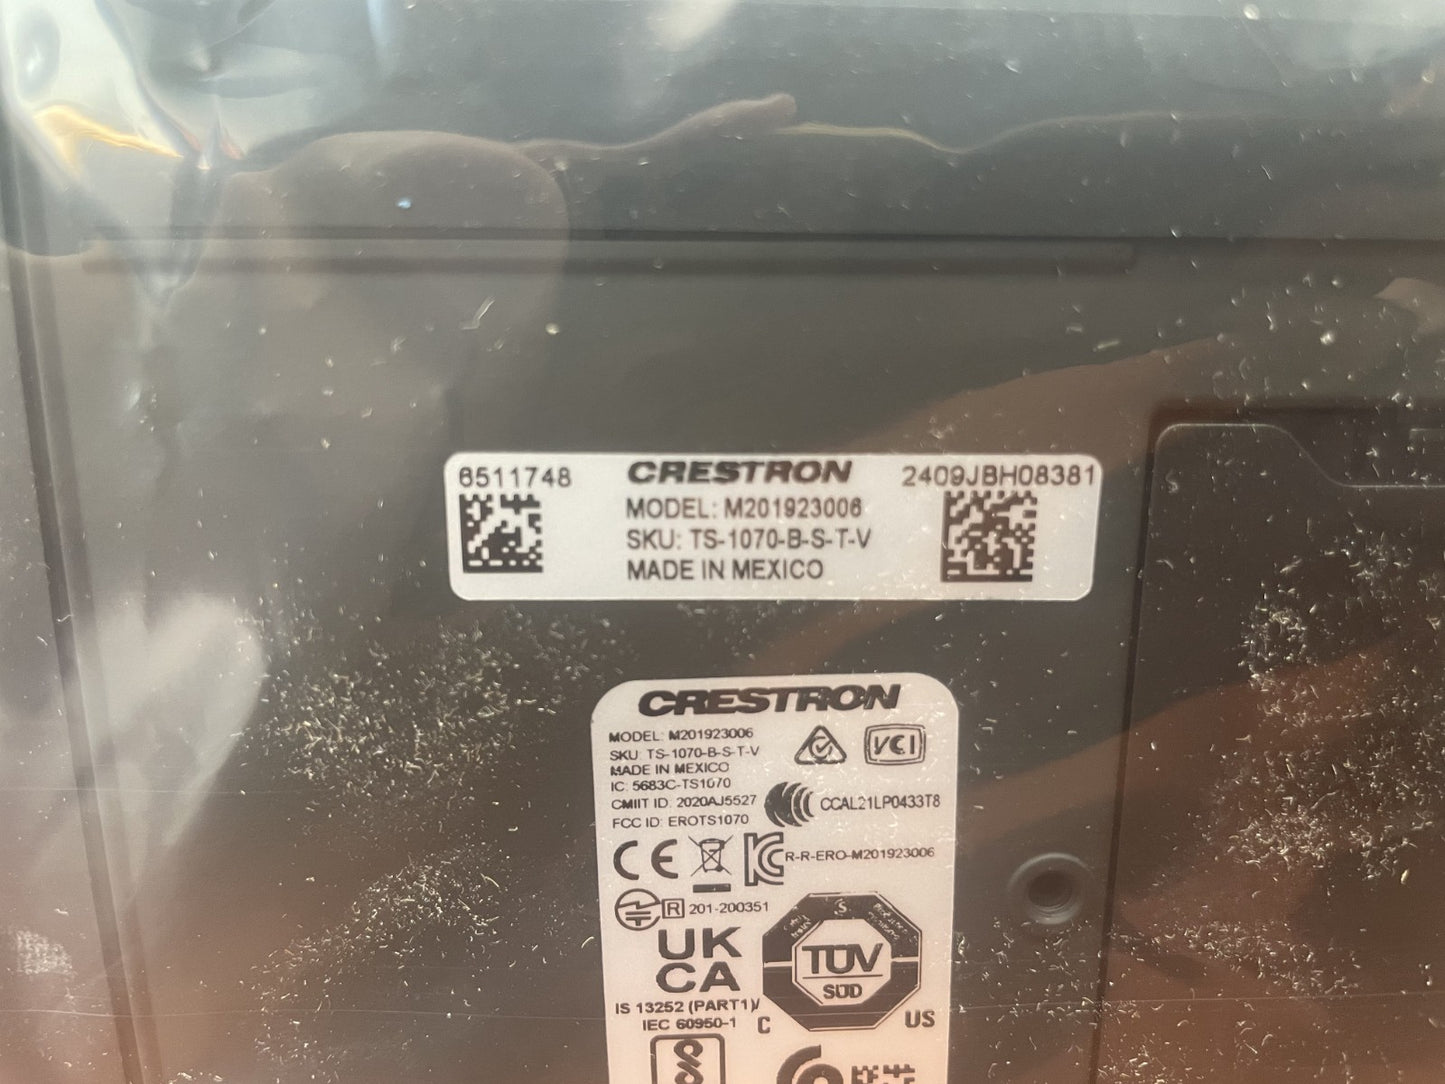 6511748
CRESTRON
2409JBH08381
MODEL: M201923006
SKU: TS-1070-B-S-T-V
MADE IN MEXICO
CRESTRON
MODEL: M201923006
SKU: TS-1070-B-S-T-V
MADE IN MEXICO
IC: 5683C-TS1070
CMIIT ID: 2020AJ5527
FCC ID: EROTS1070
VCI
CCAL21LP0433T8
CE
R-R-ERO-M201923006
R 201-200351
UK
CA
TÜV
SÜD
IS 13252 (PART1)/
IEC 60950-1
C
US